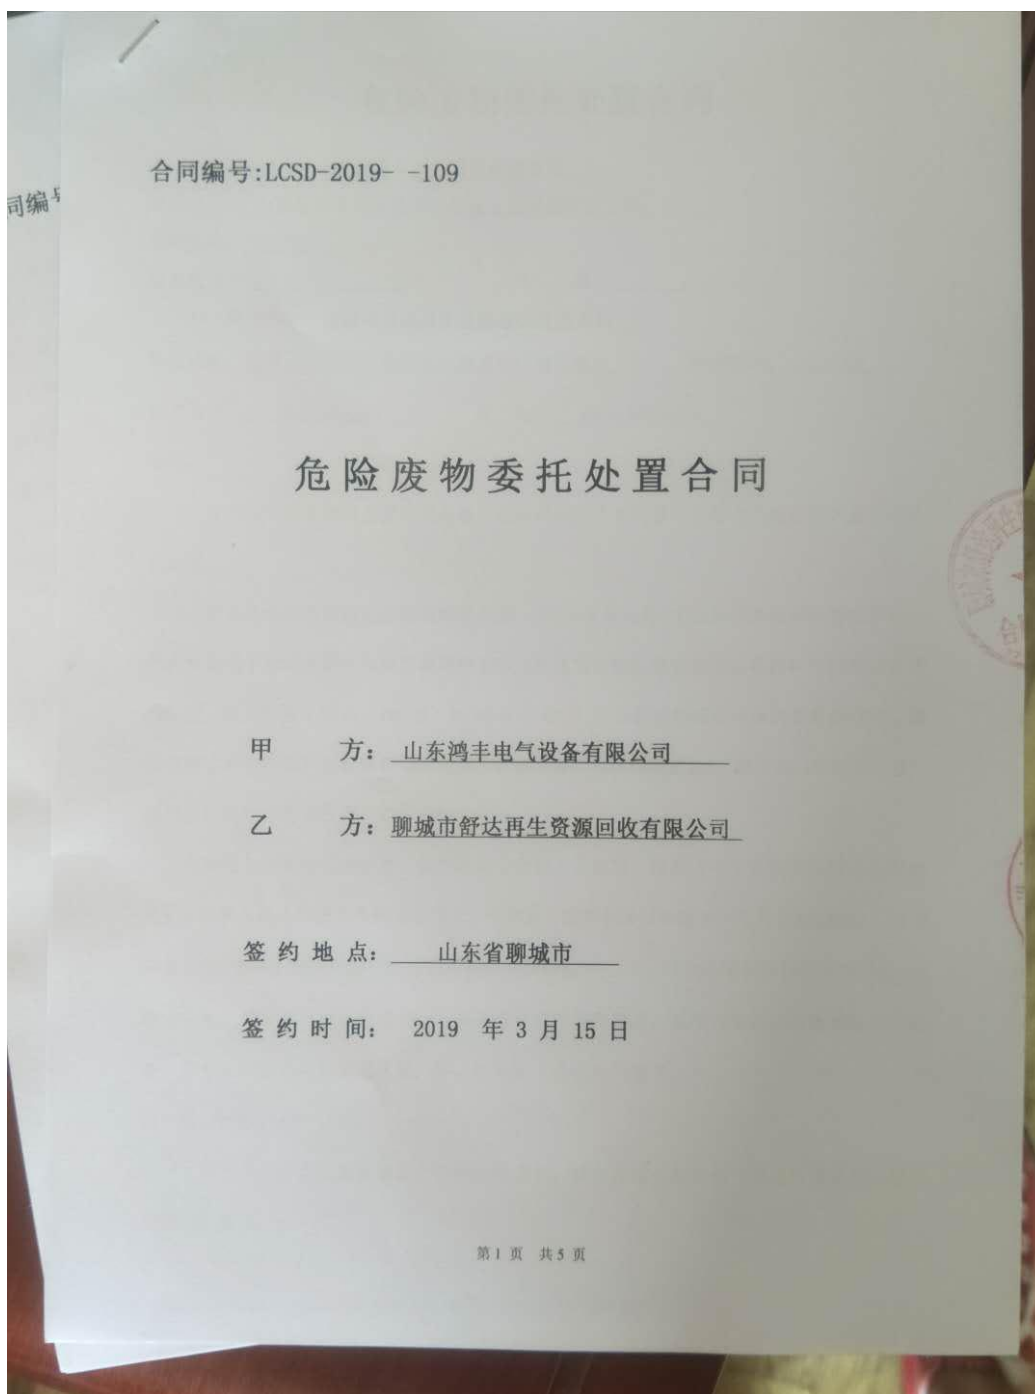 合同编号:LCSD-2019- -109
同编号
危险废物委托处置合同
甲 方: 山东鸿丰电气设备有限公司
乙 方: 聊城市舒达再生资源回收有限公司
签 约 地 点: 山东省聊城市
签 约 时 间: 2019 年 3 月 15 日
第1页 共5页